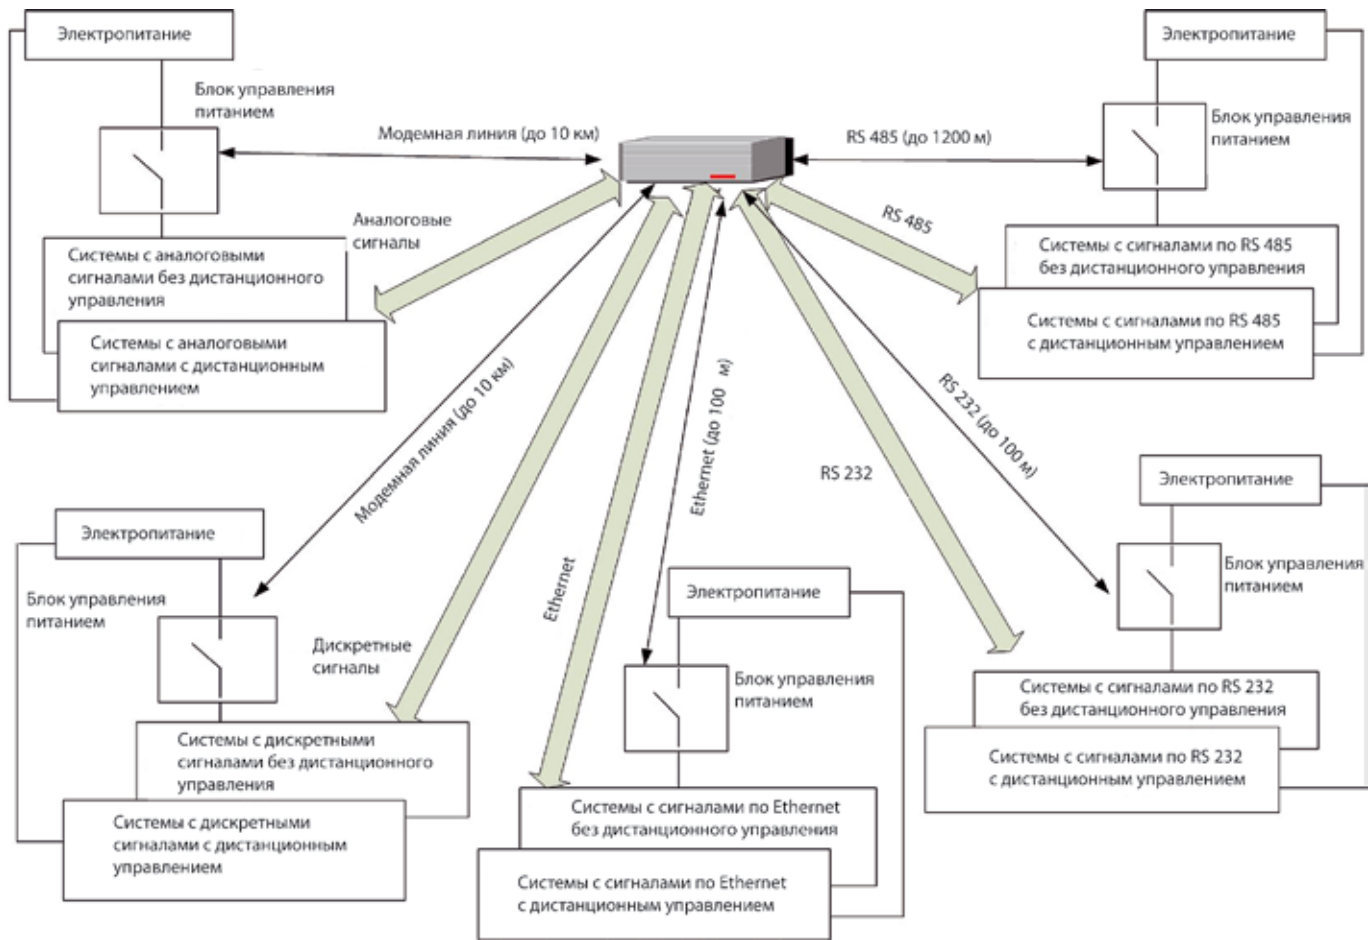 Электропитание
Блок управления
питанием
Модемная линия (до 10 км)
RS 485 (до 1200 м)
Электропитание
Блок управления
питанием
Аналоговые
сигналы
RS 485
Системы с аналоговыми
сигналами без дистанционного
управления
Системы с аналоговыми
сигналами с дистанционным
управлением
Системы с сигналами по RS 485
без дистанционного управления
Системы с сигналами по RS 485
с дистанционным управлением
Модемная линия (до 10 км)
Ethernet (до 100 м)
RS 232 (до 100 м)
RS 232
Ethernet
Электропитание
Блок управления
питанием
Дискретные
сигналы
Системы с дискретными
сигналами без дистанционного
управления
Системы с дискретными
сигналами с дистанционным
управлением
Электропитание
Блок управления
питанием
Системы с сигналами по Ethernet
без дистанционного управления
Системы с сигналами по Ethernet
с дистанционным управлением
Электропитание
Блок управления
питанием
Системы с сигналами по RS 232
без дистанционного управления
Системы с сигналами по RS 232
с дистанционным управлением